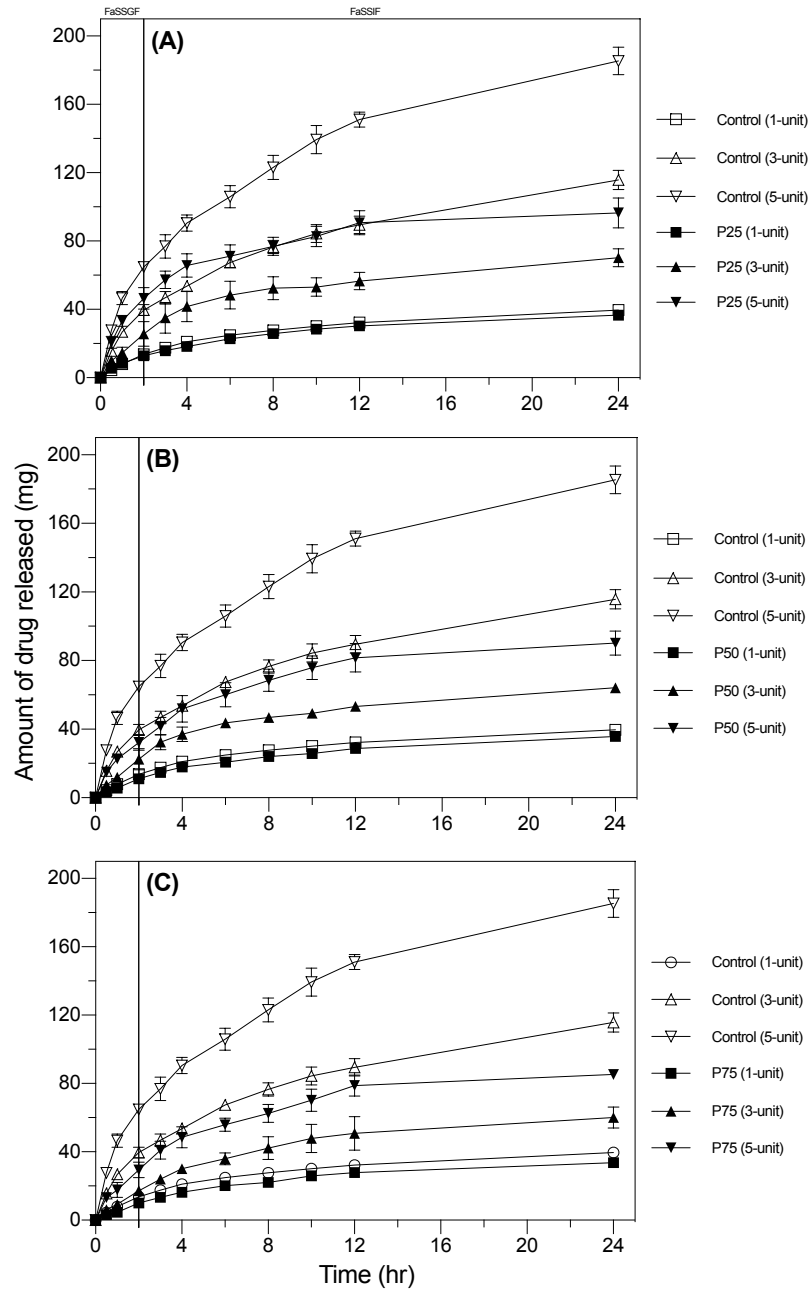 FaSSGF FaSSIF
(A)
200
160
120
80
40
0
0 4 8 12 16 20 24
Control (1-unit)
Control (3-unit)
Control (5-unit)
P25 (1-unit)
P25 (3-unit)
P25 (5-unit)
Amount of drug released (mg)
(B)
200
160
120
80
40
0
0 4 8 12 16 20 24
Control (1-unit)
Control (3-unit)
Control (5-unit)
P50 (1-unit)
P50 (3-unit)
P50 (5-unit)
(C)
200
160
120
80
40
0
0 4 8 12 16 20 24
Time (hr)
Control (1-unit)
Control (3-unit)
Control (5-unit)
P75 (1-unit)
P75 (3-unit)
P75 (5-unit)